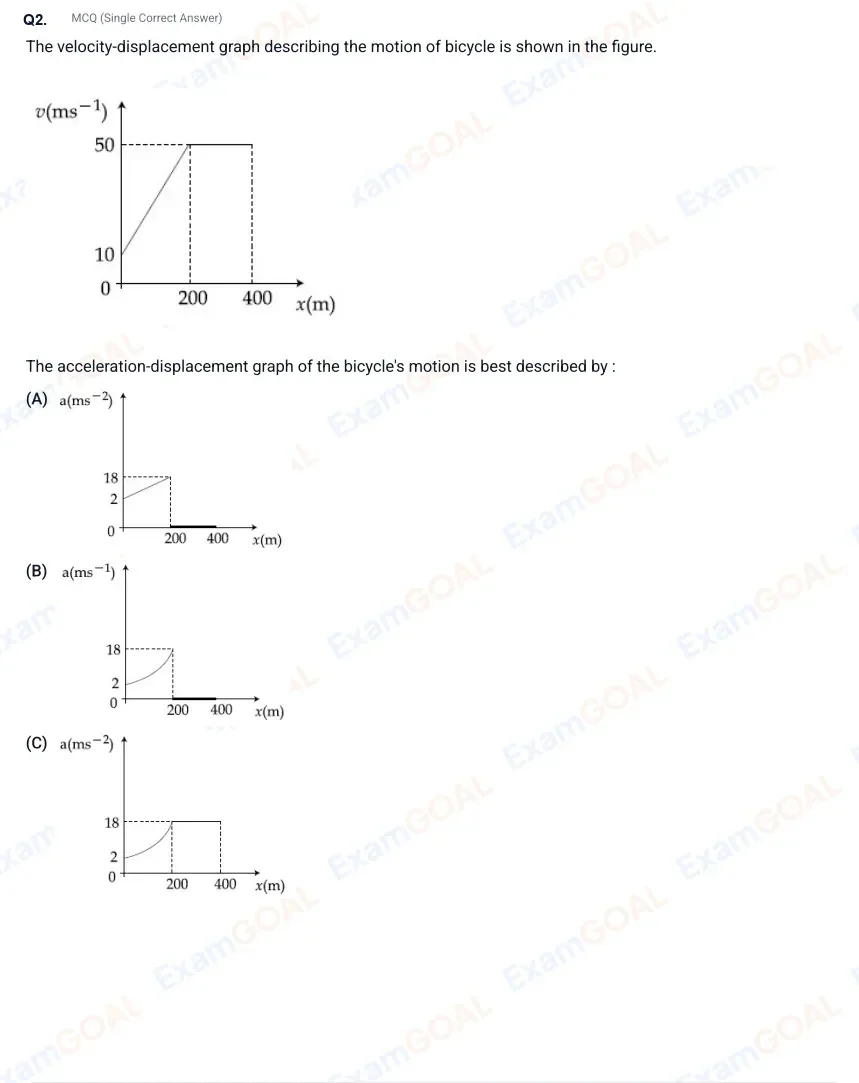 Q2. MCQ (Single Correct Answer)
The velocity-displacement graph describing the motion of bicycle is shown in the figure.
v(ms⁻¹)
50
10
0
200 400 x(m)
The acceleration-displacement graph of the bicycle's motion is best described by :
(A) a(ms⁻²)
18
2
0
200 400 x(m)
(B) a(ms⁻¹)
18
2
0
200 400 x(m)
(C) a(ms⁻²)
18
2
0
200 400 x(m)
ExamGOAL